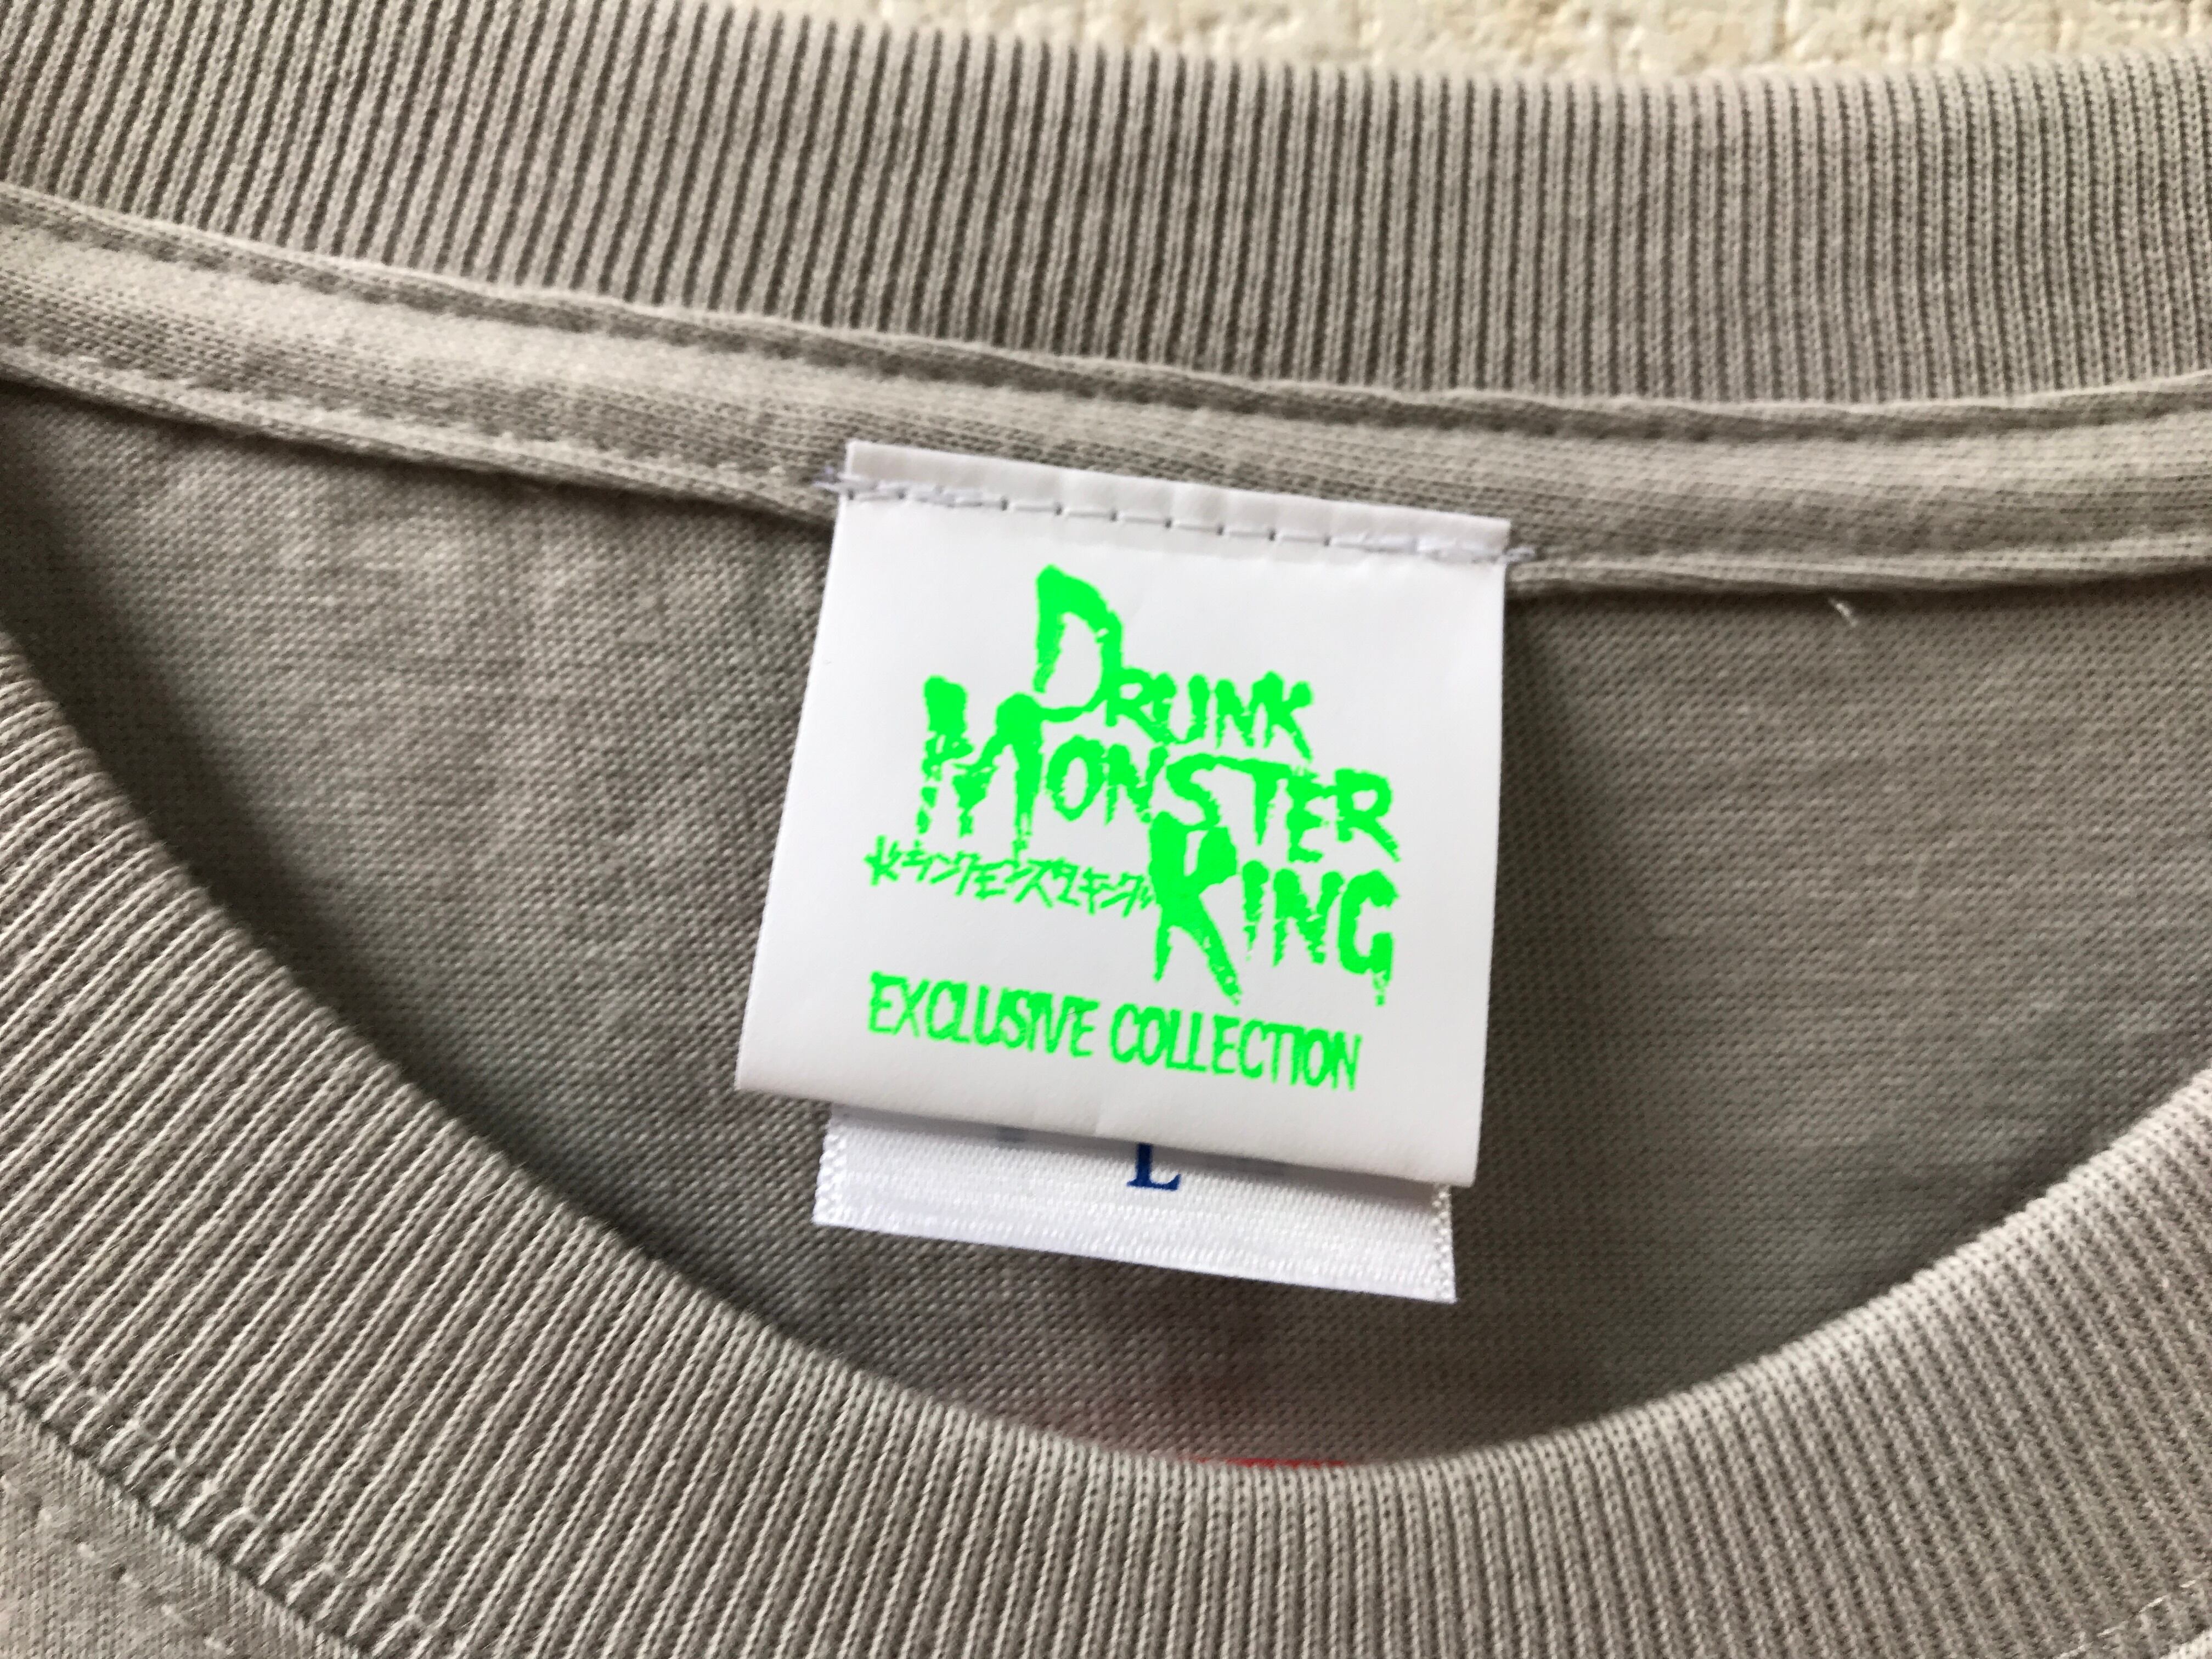 DRUNK
MONSTER
ドランクモンスターキング
KING
EXCLUSIVE COLLECTION
L